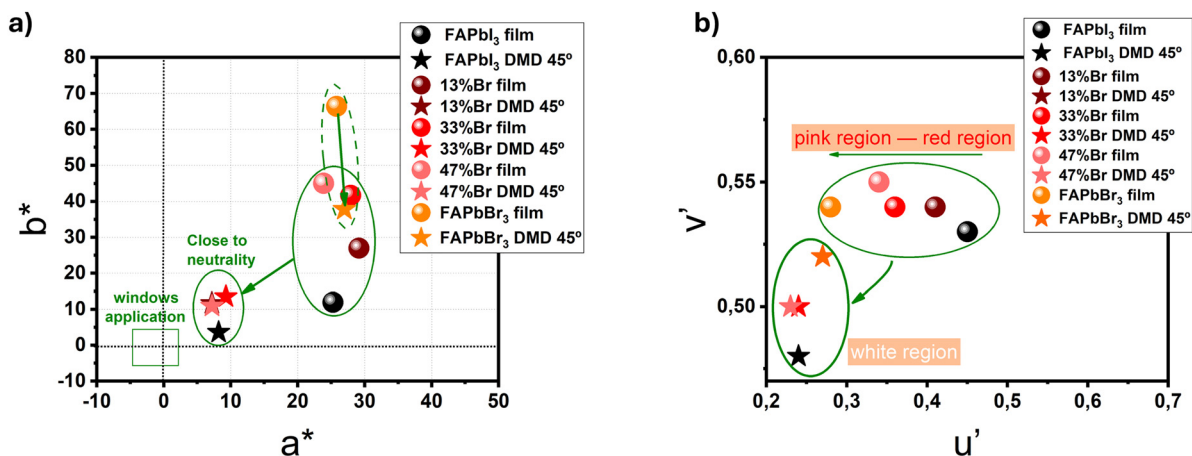 a)
FAPbI₃ film
FAPbI₃ DMD 45º
13%Br film
13%Br DMD 45º
33%Br film
33%Br DMD 45º
47%Br film
47%Br DMD 45º
FAPbBr₃ film
FAPbBr₃ DMD 45º
80
70
60
50
40
30
20
10
0
-10
b*
Close to
neutrality
windows
application
-10
0
10
20
30
40
50
a*
b)
FAPbI₃ film
FAPbI₃ DMD 45º
13%Br film
13%Br DMD 45º
33%Br film
33%Br DMD 45º
47%Br film
47%Br DMD 45º
FAPbBr₃ film
FAPbBr₃ DMD 45º
0,60
0,55
0,50
v’
pink region — red region
white region
0,2
0,3
0,4
0,5
0,6
0,7
u’